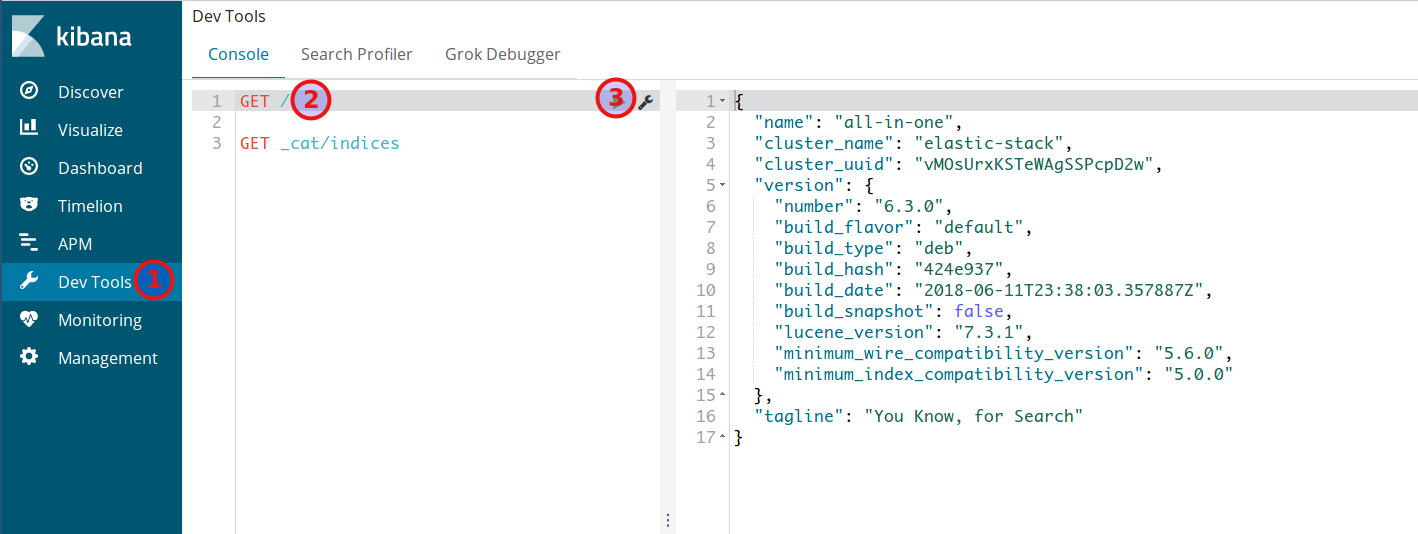 kibana
Discover
Visualize
Dashboard
Timelion
APM
Dev Tools 1
Monitoring
Management
Dev Tools
Console Search Profiler Grok Debugger
1 GET / 2 3
2
3 GET _cat/indices
1 {
2 "name": "all-in-one",
3 "cluster_name": "elastic-stack",
4 "cluster_uuid": "vMOsUrxKSTeWAgSSPcpD2w",
5 "version": {
6 "number": "6.3.0",
7 "build_flavor": "default",
8 "build_type": "deb",
9 "build_hash": "424e937",
10 "build_date": "2018-06-11T23:38:03.357887Z",
11 "build_snapshot": false,
12 "lucene_version": "7.3.1",
13 "minimum_wire_compatibility_version": "5.6.0",
14 "minimum_index_compatibility_version": "5.0.0"
15 },
16 "tagline": "You Know, for Search"
17 }